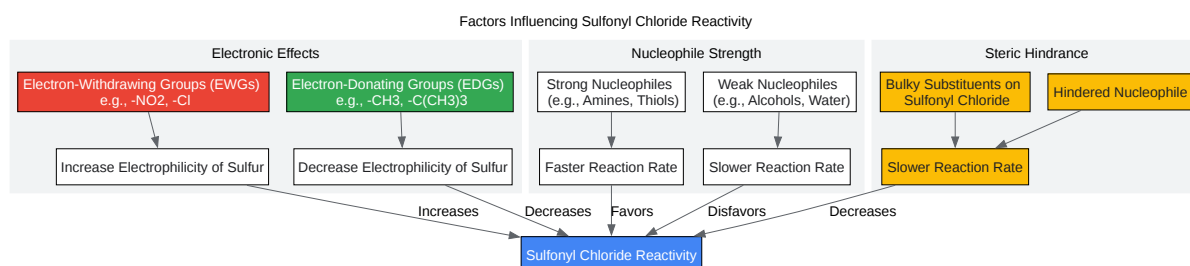 Factors Influencing Sulfonyl Chloride Reactivity
Electronic Effects
Electron-Withdrawing Groups (EWGs)
e.g., -NO2, -Cl
Electron-Donating Groups (EDGs)
e.g., -CH3, -C(CH3)3
Increase Electrophilicity of Sulfur
Decrease Electrophilicity of Sulfur
Nucleophile Strength
Strong Nucleophiles
(e.g., Amines, Thiols)
Weak Nucleophiles
(e.g., Alcohols, Water)
Faster Reaction Rate
Slower Reaction Rate
Steric Hindrance
Bulky Substituents on
Sulfonyl Chloride
Hindered Nucleophile
Slower Reaction Rate
Increases
Decreases
Favors
Disfavors
Decreases
Sulfonyl Chloride Reactivity